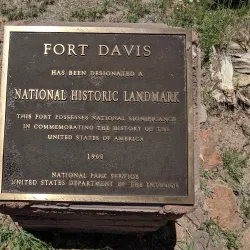 FORT DAVIS
HAS BEEN DESIGNATED A
NATIONAL HISTORIC LANDMARK
THIS FORT POSSESSES NATIONAL SIGNIFICANCE
IN COMMEMORATING THE HISTORY OF THE
UNITED STATES OF AMERICA
1960
NATIONAL PARK SERVICE
UNITED STATES DEPARTMENT OF THE INTERIOR